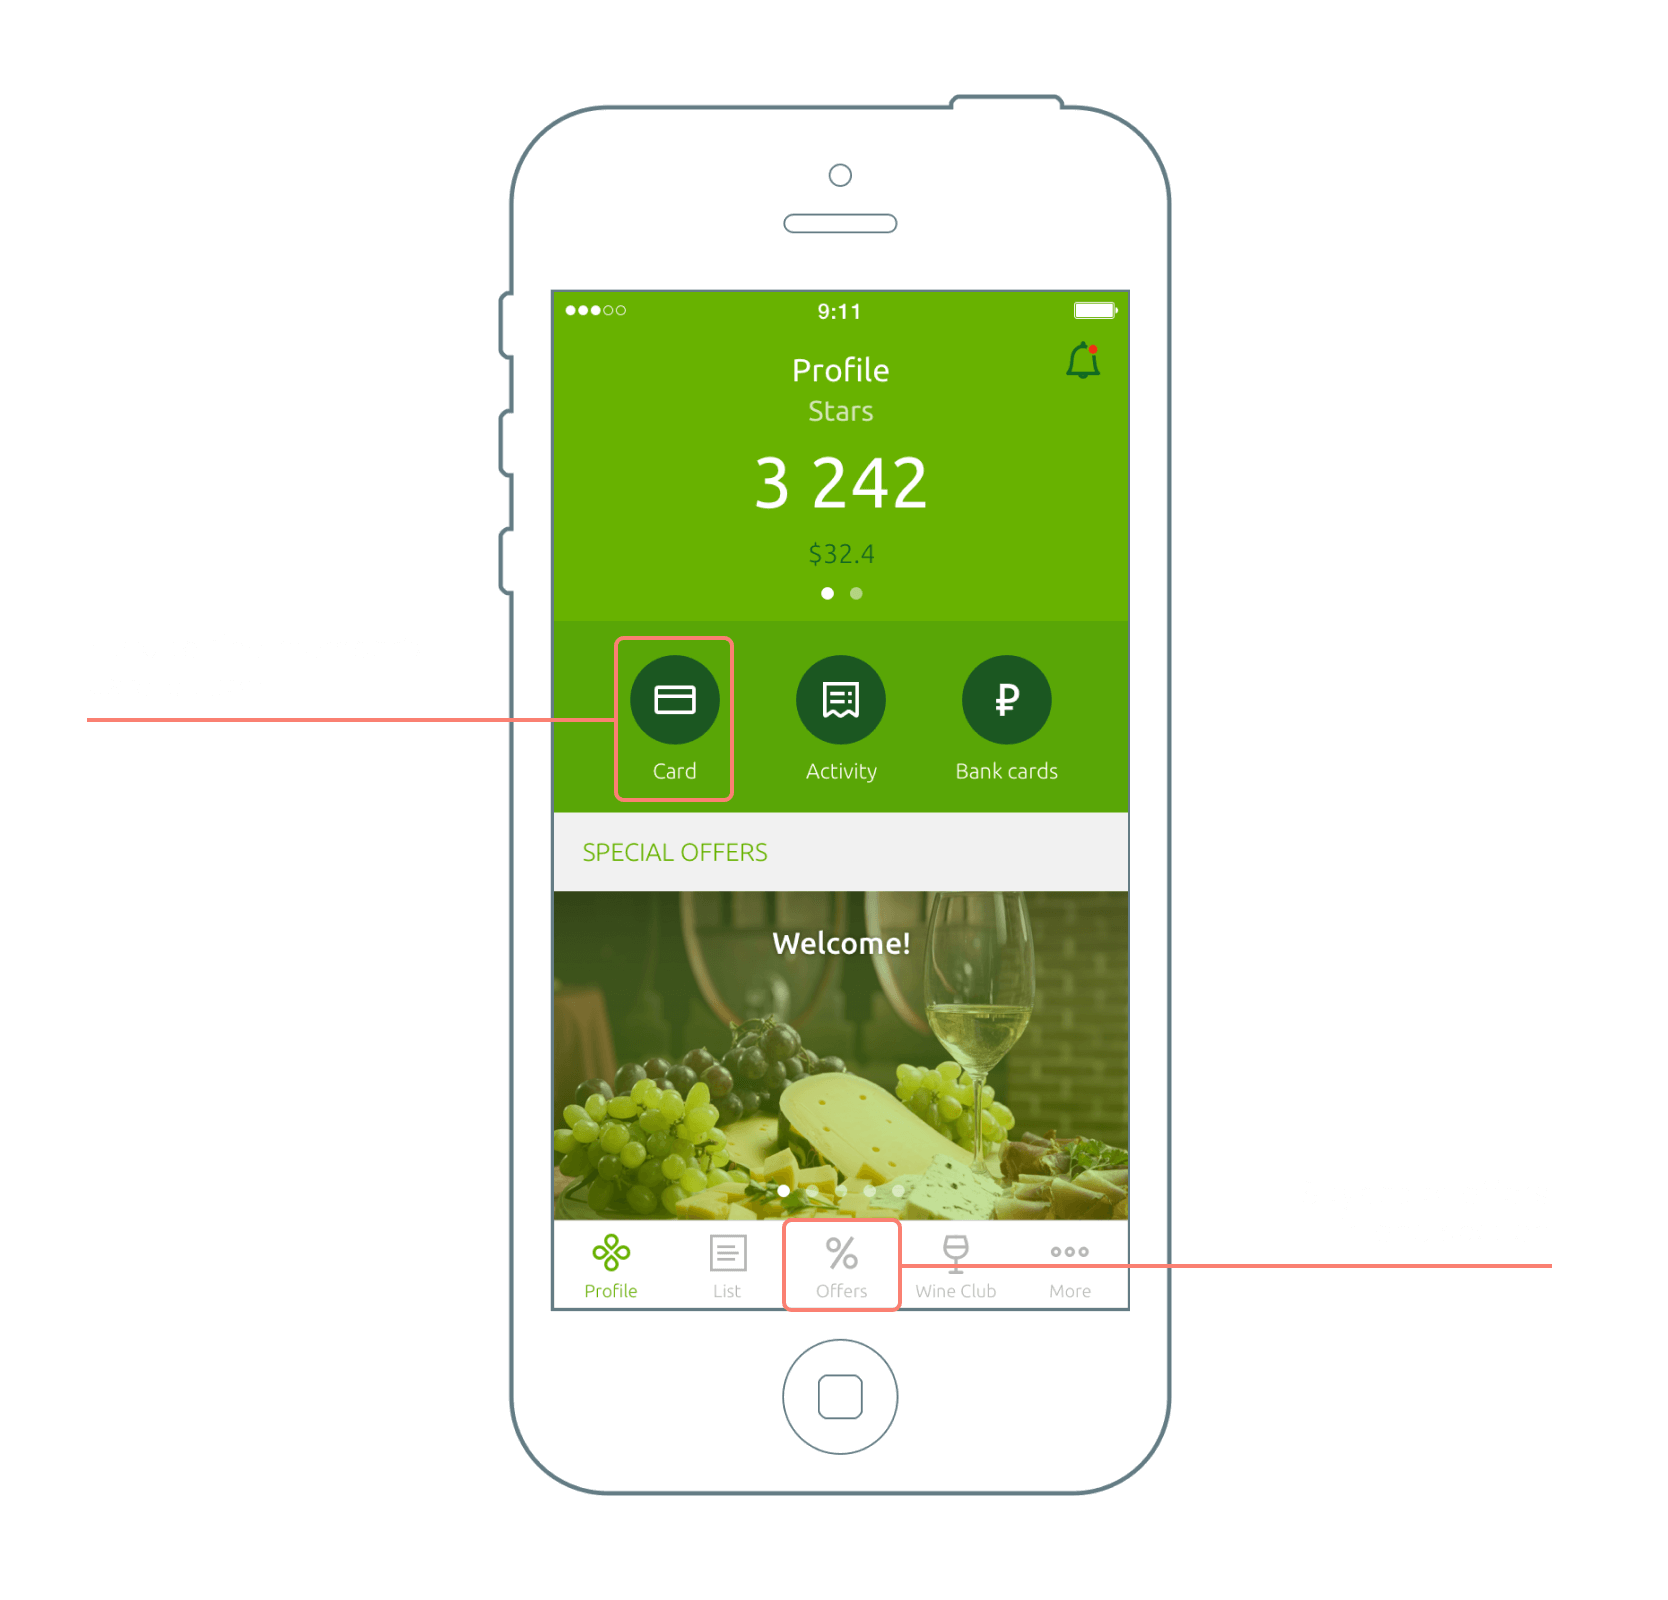 9:11
Profile
Stars
3 242
$32.4
Card
Activity
Bank cards
SPECIAL OFFERS
Welcome!
Profile
List
Offers
Wine Club
More